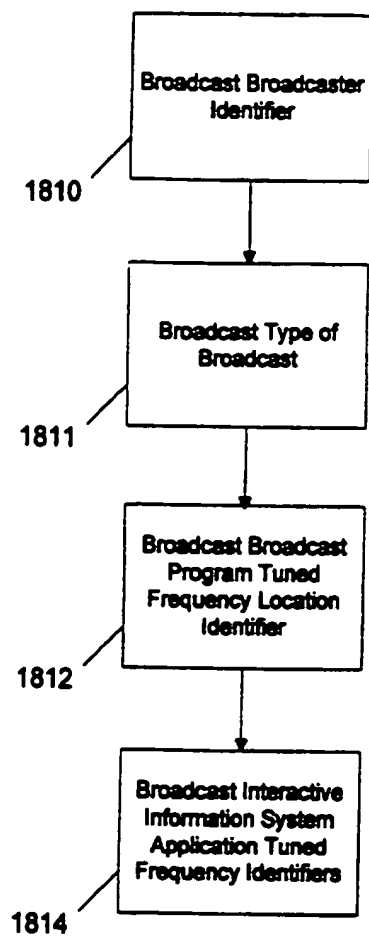 Broadcast Broadcaster
Identifier
1810
Broadcast Type of
Broadcast
1811
Broadcast Broadcast
Program Tuned
Frequency Location
Identifier
1812
Broadcast Interactive
Information System
Application Tuned
Frequency Identifiers
1814